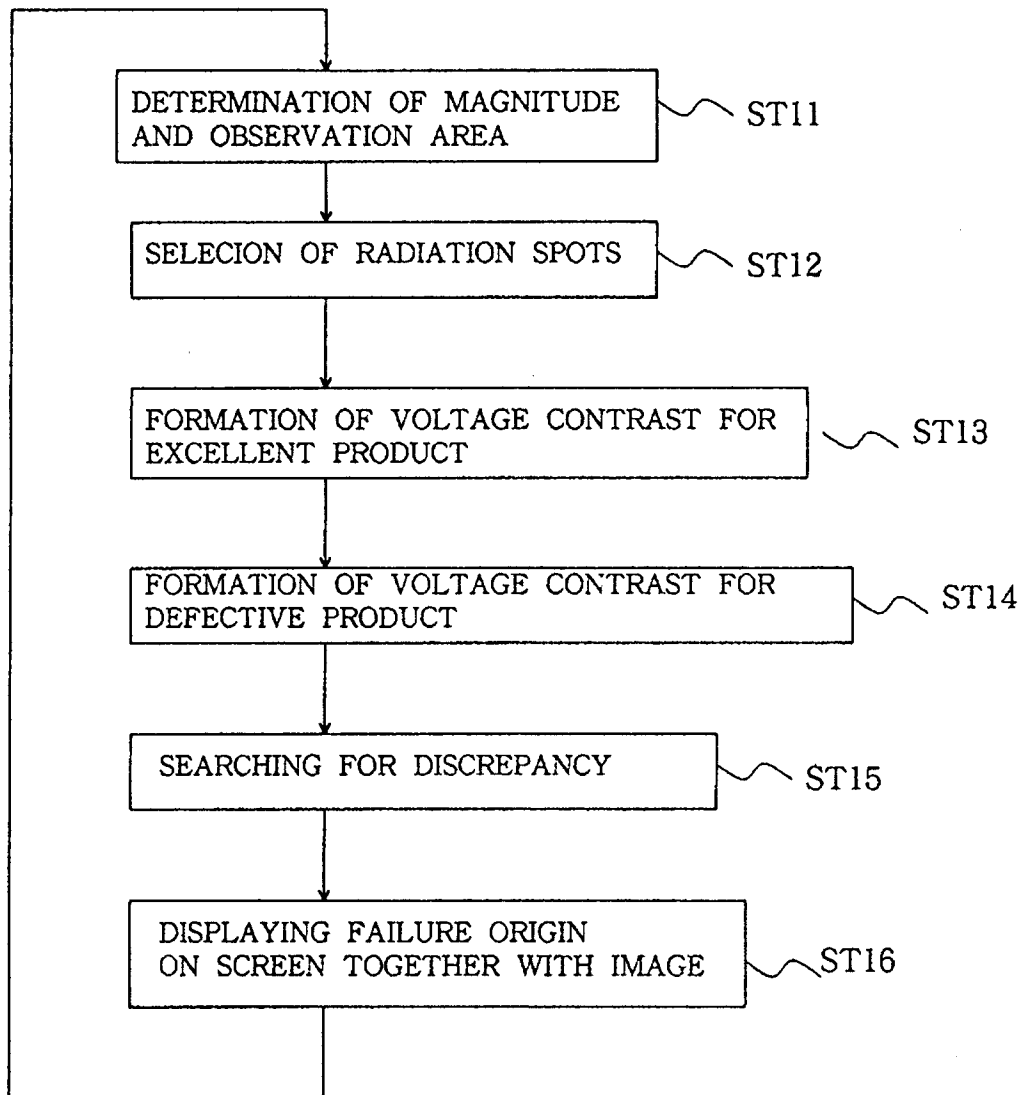 DETERMINATION OF MAGNITUDE
AND OBSERVATION AREA
ST11
SELECION OF RADIATION SPOTS
ST12
FORMATION OF VOLTAGE CONTRAST FOR
EXCELLENT PRODUCT
ST13
FORMATION OF VOLTAGE CONTRAST FOR
DEFECTIVE PRODUCT
ST14
SEARCHING FOR DISCREPANCY
ST15
DISPLAYING FAILURE ORIGIN
ON SCREEN TOGETHER WITH IMAGE
ST16